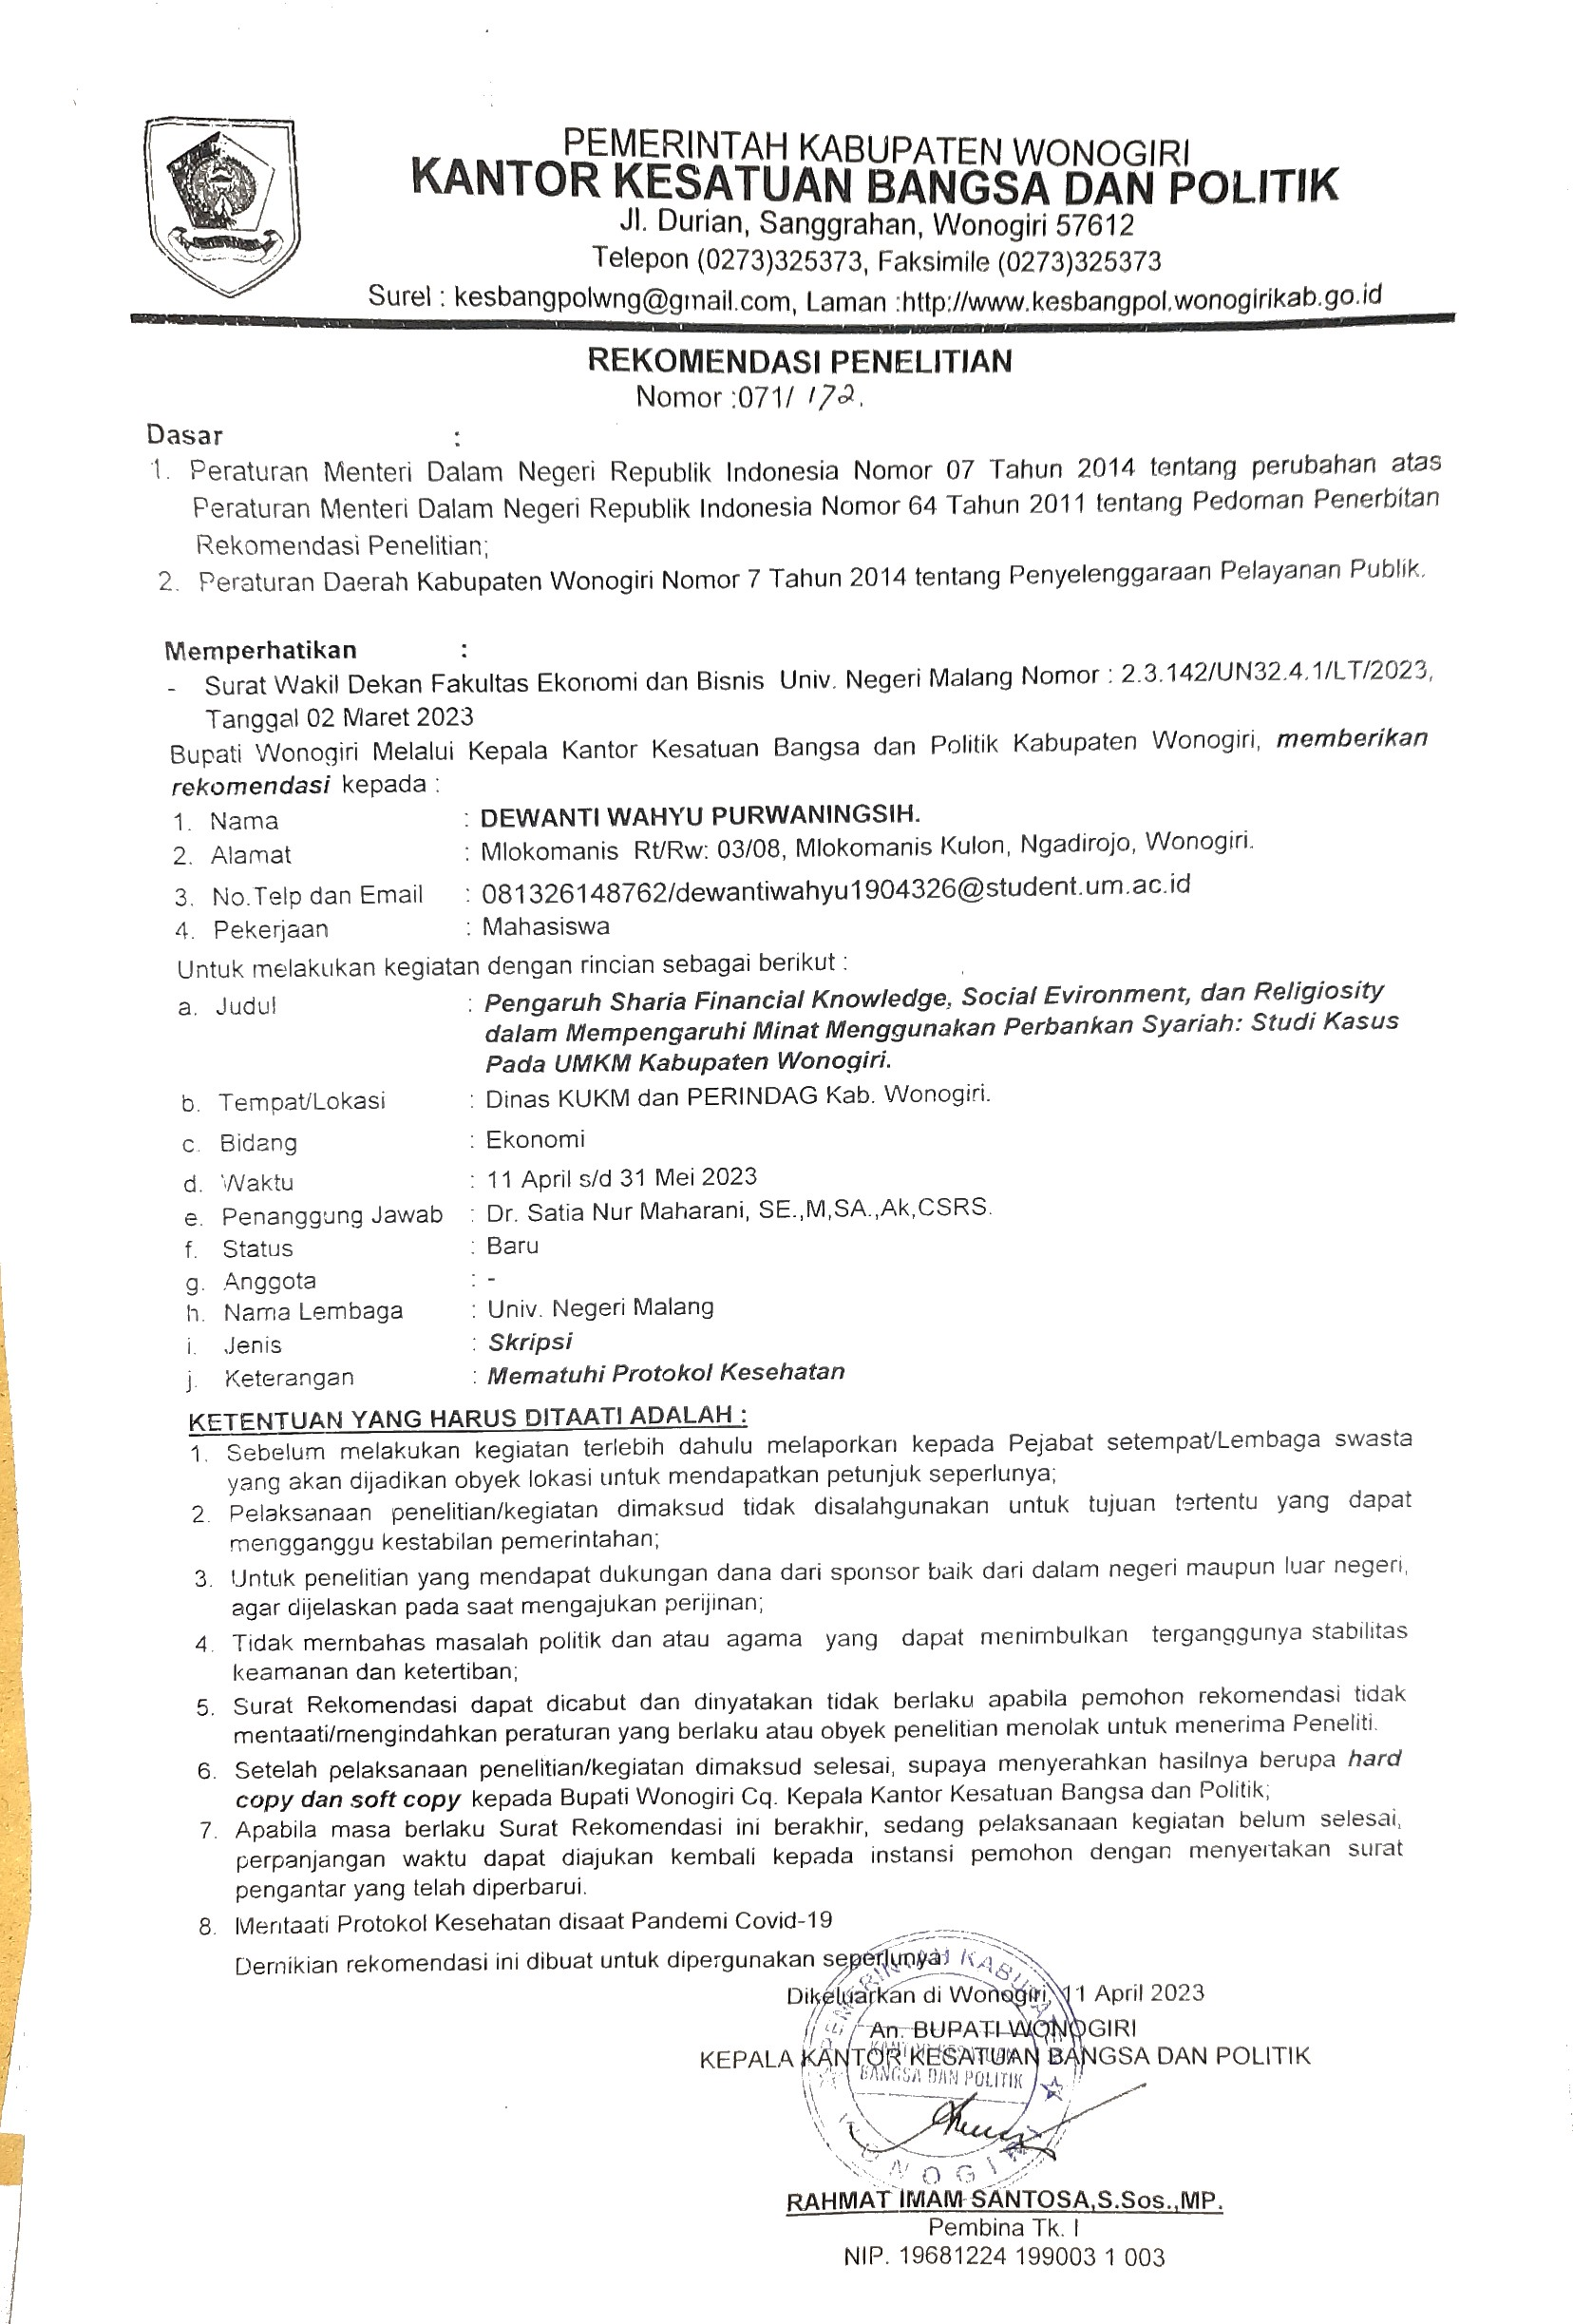 PEMERINTAH KABUPATEN WONOGIRI
KANTOR KESATUAN BANGSA DAN POLITIK
Jl. Durian, Sanggrahan, Wonogiri 57612
Telepon (0273)325373, Faksimile (0273)325373
Surel : kesbangpolwng@gmail.com, Laman :http://www.kesbangpol.wonogirikab.go.id
REKOMENDASI PENELITIAN
Nomor :071/ 172.
Dasar :
1. Peraturan Menteri Dalam Negeri Republik Indonesia Nomor 07 Tahun 2014 tentang perubahan atas
Peraturan Menteri Dalam Negeri Republik Indonesia Nomor 64 Tahun 2011 tentang Pedoman Penerbitan
Rekomendasi Penelitian;
2. Peraturan Daerah Kabupaten Wonogiri Nomor 7 Tahun 2014 tentang Penyelenggaraan Pelayanan Publik.
Memperhatikan :
- Surat Wakil Dekan Fakultas Ekonomi dan Bisnis Univ. Negeri Malang Nomor : 2.3.142/UN32.4.1/LT/2023,
Tanggal 02 Maret 2023
Bupati Wonogiri Melalui Kepala Kantor Kesatuan Bangsa dan Politik Kabupaten Wonogiri, memberikan
rekomendasi kepada :
1. Nama : DEWANTI WAHYU PURWANINGSIH.
2. Alamat : Mlokomanis Rt/Rw: 03/08, Mlokomanis Kulon, Ngadirojo, Wonogiri.
3. No.Telp dan Email : 081326148762/dewantiwahyu1904326@student.um.ac.id
4. Pekerjaan : Mahasiswa
Untuk melakukan kegiatan dengan rincian sebagai berikut :
a. Judul : Pengaruh Sharia Financial Knowledge, Social Evironment, dan Religiosity
dalam Mempengaruhi Minat Menggunakan Perbankan Syariah: Studi Kasus
Pada UMKM Kabupaten Wonogiri.
b. Tempat/Lokasi : Dinas KUKM dan PERINDAG Kab. Wonogiri.
c. Bidang : Ekonomi
d. Waktu : 11 April s/d 31 Mei 2023
e. Penanggung Jawab : Dr. Satia Nur Maharani, SE.,M,SA.,Ak,CSRS.
f. Status : Baru
g. Anggota : -
h. Nama Lembaga : Univ. Negeri Malang
i. Jenis : Skripsi
j. Keterangan : Mematuhi Protokol Kesehatan
KETENTUAN YANG HARUS DITAATI ADALAH :
1. Sebelum melakukan kegiatan terlebih dahulu melaporkan kepada Pejabat setempat/Lembaga swasta
yang akan dijadikan obyek lokasi untuk mendapatkan petunjuk seperlunya;
2. Pelaksanaan penelitian/kegiatan dimaksud tidak disalahgunakan untuk tujuan tertentu yang dapat
mengganggu kestabilan pemerintahan;
3. Untuk penelitian yang mendapat dukungan dana dari sponsor baik dari dalam negeri maupun luar negeri,
agar dijelaskan pada saat mengajukan perijinan;
4. Tidak membahas masalah politik dan atau agama yang dapat menimbulkan terganggunya stabilitas
keamanan dan ketertiban;
5. Surat Rekomendasi dapat dicabut dan dinyatakan tidak berlaku apabila pemohon rekomendasi tidak
mentaati/mengindahkan peraturan yang berlaku atau obyek penelitian menolak untuk menerima Peneliti.
6. Setelah pelaksanaan penelitian/kegiatan dimaksud selesai, supaya menyerahkan hasilnya berupa hard
copy dan soft copy kepada Bupati Wonogiri Cq. Kepala Kantor Kesatuan Bangsa dan Politik;
7. Apabila masa berlaku Surat Rekomendasi ini berakhir, sedang pelaksanaan kegiatan belum selesai,
perpanjangan waktu dapat diajukan kembali kepada instansi pemohon dengan menyertakan surat
pengantar yang telah diperbarui.
8. Mentaati Protokol Kesehatan disaat Pandemi Covid-19
Demikian rekomendasi ini dibuat untuk dipergunakan seperlunya.
Dikeluarkan di Wonogiri, 11 April 2023
An. BUPATI WONOGIRI
KEPALA KANTOR KESATUAN BANGSA DAN POLITIK
PEMERINTAH KABUPATEN
KANTOR KESATUAN
BANGSA DAN POLITIK
WONOGIRI
RAHMAT IMAM SANTOSA,S.Sos.,MP.
Pembina Tk. I
NIP. 19681224 199003 1 003